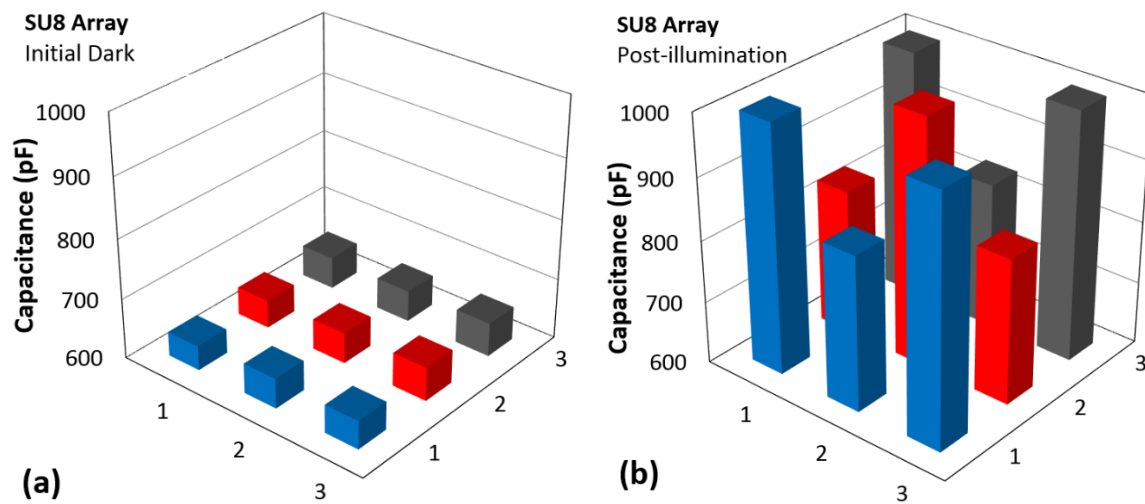 SU8 Array
Initial Dark
Capacitance (pF)
1000
900
800
700
600
1
2
3
1
2
3
(a)
SU8 Array
Post-illumination
Capacitance (pF)
1000
900
800
700
600
1
2
3
1
2
3
(b)